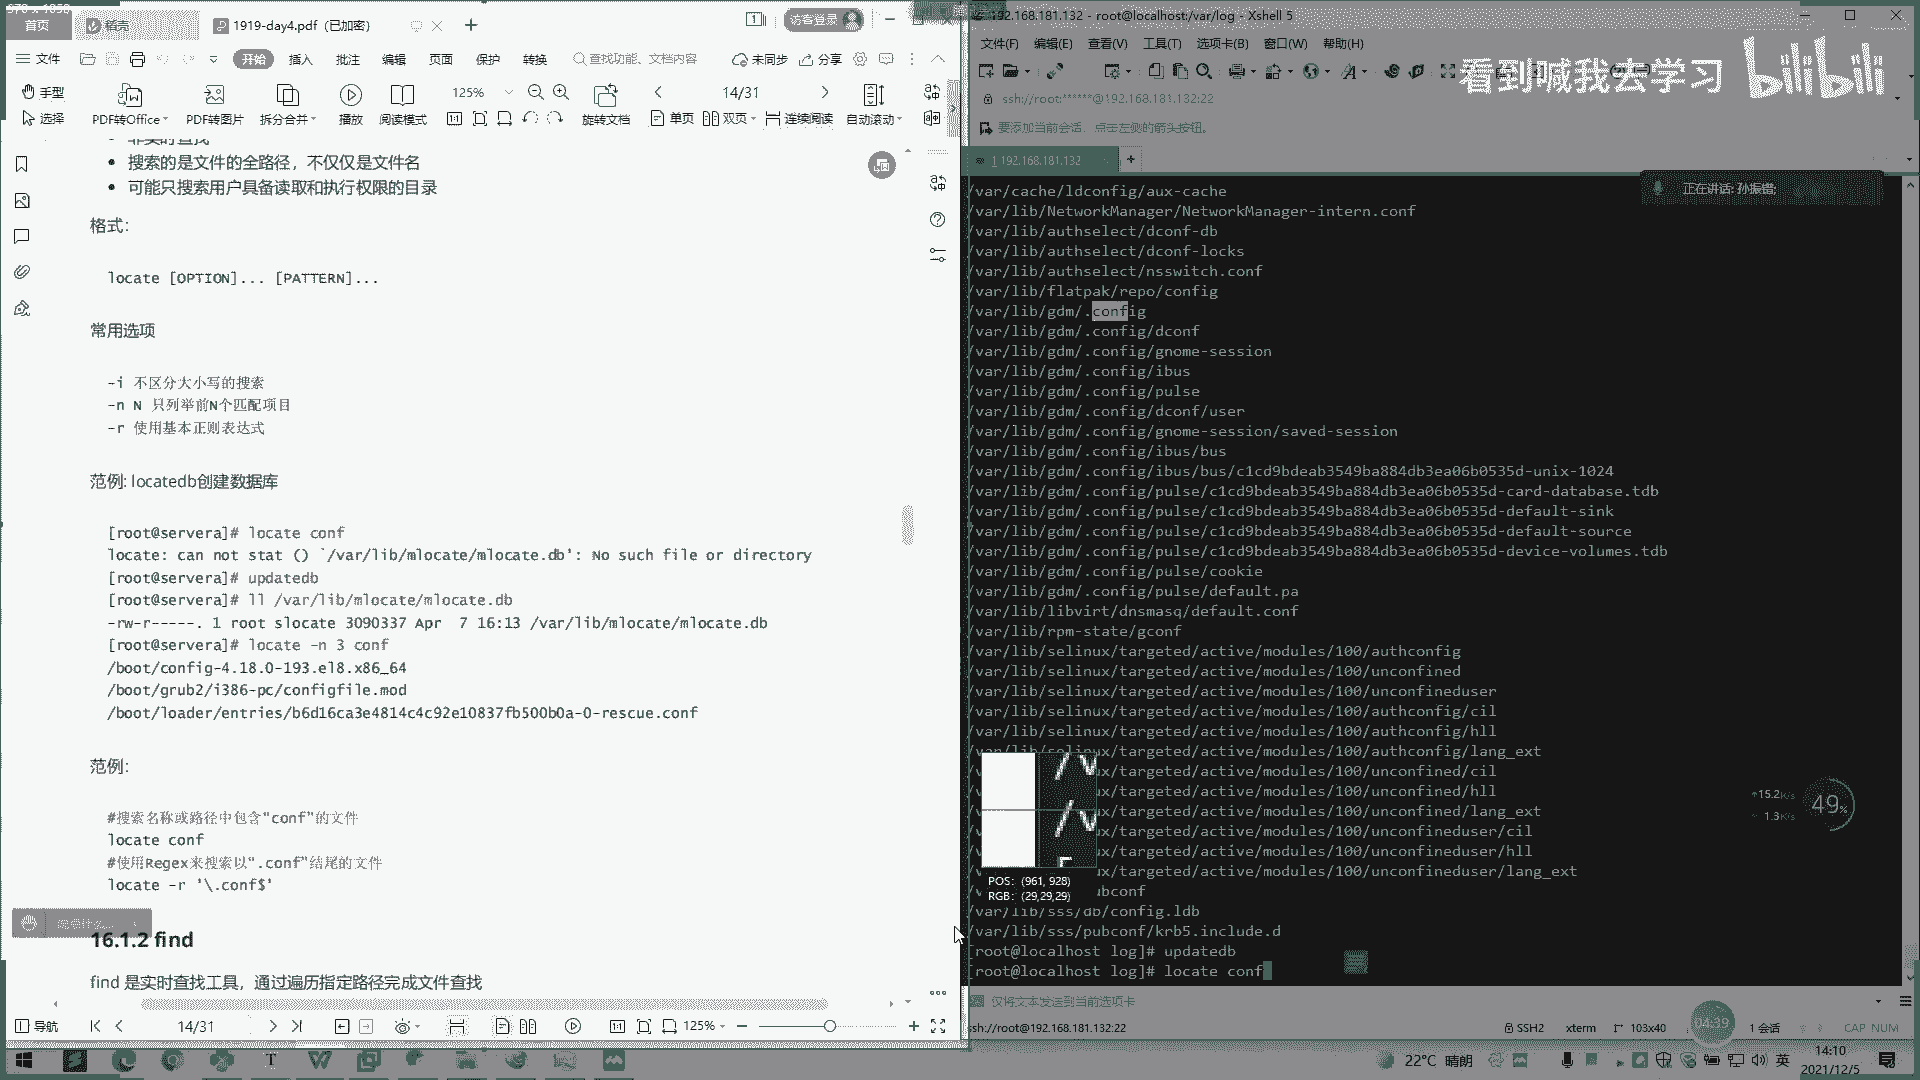 首页
稻壳
1919-day4.pdf（已加密）
访客登录
文件
开始
插入
批注
编辑
页面
保护
转换
查找功能、文档内容
未同步
分享
手型
选择
PDF转Office
PDF转图片
拆分合并
播放
阅读模式
125%
旋转文档
14/31
单页
双页
连续阅读
自动滚动
搜索的是文件的全路径，不仅仅是文件名
可能只搜索用户具备读取和执行权限的目录
格式：
locate [OPTION]... [PATTERN]...
常用选项
-i 不区分大小写的搜索
-n N 只列举前N个匹配项目
-r 使用基本正则表达式
范例: locatedb创建数据库
[root@servera]# locate conf
locate: can not stat () `/var/lib/mlocate/mlocate.db': No such file or directory
[root@servera]# updatedb
[root@servera]# ll /var/lib/mlocate/mlocate.db
-rw-r-----. 1 root slocate 3090337 Apr  7 16:13 /var/lib/mlocate/mlocate.db
[root@servera]# locate -n 3 conf
/boot/config-4.18.0-193.el8.x86_64
/boot/grub2/i386-pc/configfile.mod
/boot/loader/entries/b6d16ca3e4814c4c92e10837fb500b0a-0-rescue.conf
范例:
#搜索名称或路径中包含"conf"的文件
locate conf
#使用Regex来搜索以".conf"结尾的文件
locate -r '\.conf$'
16.1.2 find
find 是实时查找工具，通过遍历指定路径完成文件查找
导航
14/31
125%
192.168.181.132 - root@localhost:/var/log - Xshell 5
文件(F) 编辑(E) 查看(V) 工具(T) 选项卡(B) 窗口(W) 帮助(H)
看到喊我去学习 bilibili
ssh://root:******@192.168.181.132:22
要添加当前会话，点击左侧的箭头按钮。
1 192.168.181.132
正在讲话: 孙振锴;
/var/cache/ldconfig/aux-cache
/var/lib/NetworkManager/NetworkManager-intern.conf
/var/lib/authselect/dconf-db
/var/lib/authselect/dconf-locks
/var/lib/authselect/nsswitch.conf
/var/lib/flatpak/repo/config
/var/lib/gdm/.config
/var/lib/gdm/.config/dconf
/var/lib/gdm/.config/gnome-session
/var/lib/gdm/.config/ibus
/var/lib/gdm/.config/pulse
/var/lib/gdm/.config/dconf/user
/var/lib/gdm/.config/gnome-session/saved-session
/var/lib/gdm/.config/ibus/bus
/var/lib/gdm/.config/ibus/bus/c1cd9bdeab3549ba884db3ea06b0535d-unix-1024
/var/lib/gdm/.config/pulse/c1cd9bdeab3549ba884db3ea06b0535d-card-database.tdb
/var/lib/gdm/.config/pulse/c1cd9bdeab3549ba884db3ea06b0535d-default-sink
/var/lib/gdm/.config/pulse/c1cd9bdeab3549ba884db3ea06b0535d-default-source
/var/lib/gdm/.config/pulse/c1cd9bdeab3549ba884db3ea06b0535d-device-volumes.tdb
/var/lib/gdm/.config/pulse/cookie
/var/lib/gdm/.config/pulse/default.pa
/var/lib/libvirt/dnsmasq/default.conf
/var/lib/rpm-state/gconf
/var/lib/selinux/targeted/active/modules/100/authconfig
/var/lib/selinux/targeted/active/modules/100/unconfined
/var/lib/selinux/targeted/active/modules/100/unconfineduser
/var/lib/selinux/targeted/active/modules/100/authconfig/cil
/var/lib/selinux/targeted/active/modules/100/authconfig/hll
/var/lib/selinux/targeted/active/modules/100/authconfig/lang_ext
ux/targeted/active/modules/100/unconfined/cil
ux/targeted/active/modules/100/unconfined/hll
ux/targeted/active/modules/100/unconfined/lang_ext
ux/targeted/active/modules/100/unconfineduser/cil
ux/targeted/active/modules/100/unconfineduser/hll
ux/targeted/active/modules/100/unconfineduser/lang_ext
ubconf
/var/lib/sss/db/config.ldb
/var/lib/sss/pubconf/krb5.include.d
[root@localhost log]# updatedb
[root@localhost log]# locate conf
POS: (961, 928)
RGB: (29,29,29)
15.2K/s
1.3K/s
49%
仅将文本发送到当前选项卡
ssh://root@192.168.181.132:22
SSH2
xterm
103x40
04:39
1 会话
CAP NUM
22°C 晴朗
英
14:10
2021/12/5